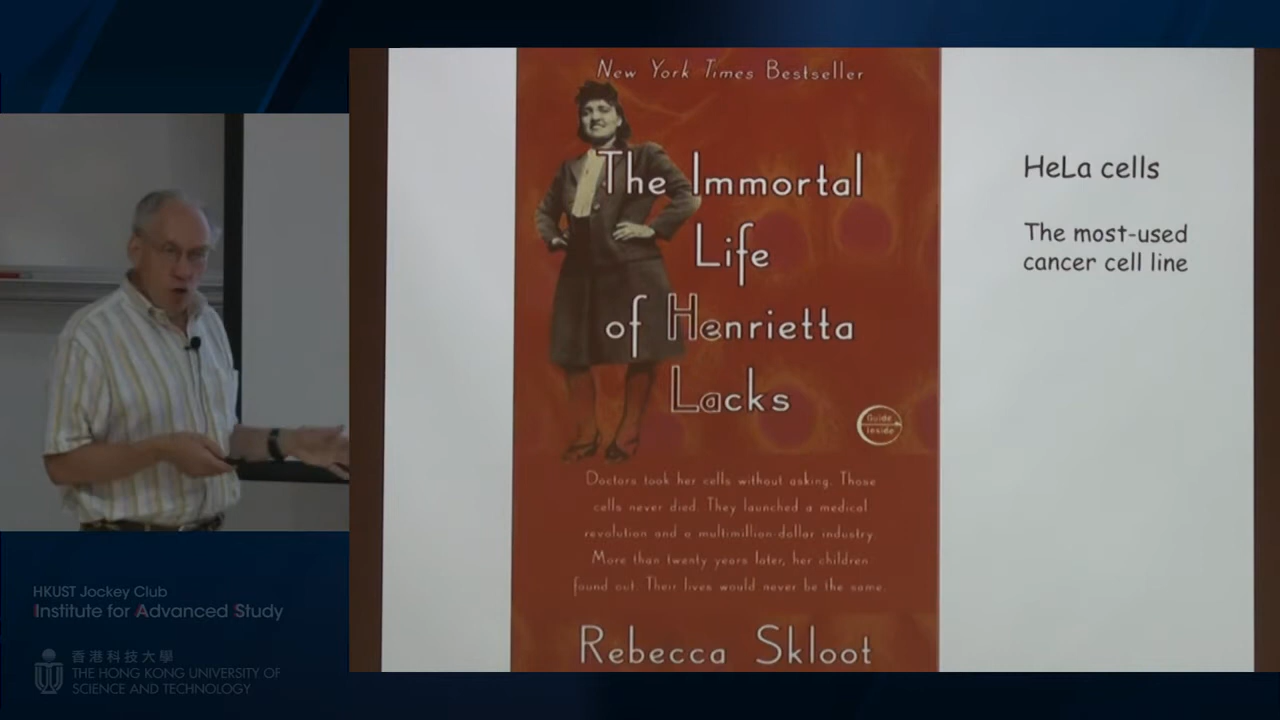 New York Times Bestseller
The Immortal
Life
of Henrietta
Lacks
Guide
Inside
Doctors took her cells without asking. Those
cells never died. They launched a medical
revolution and a multimillion-dollar industry.
More than twenty years later, her children
found out. Their lives would never be the same.
Rebecca Skloot
HeLa cells
The most-used
cancer cell line
HKUST Jockey Club
Institute for Advanced Study
香港科技大學
THE HONG KONG UNIVERSITY OF
SCIENCE AND TECHNOLOGY